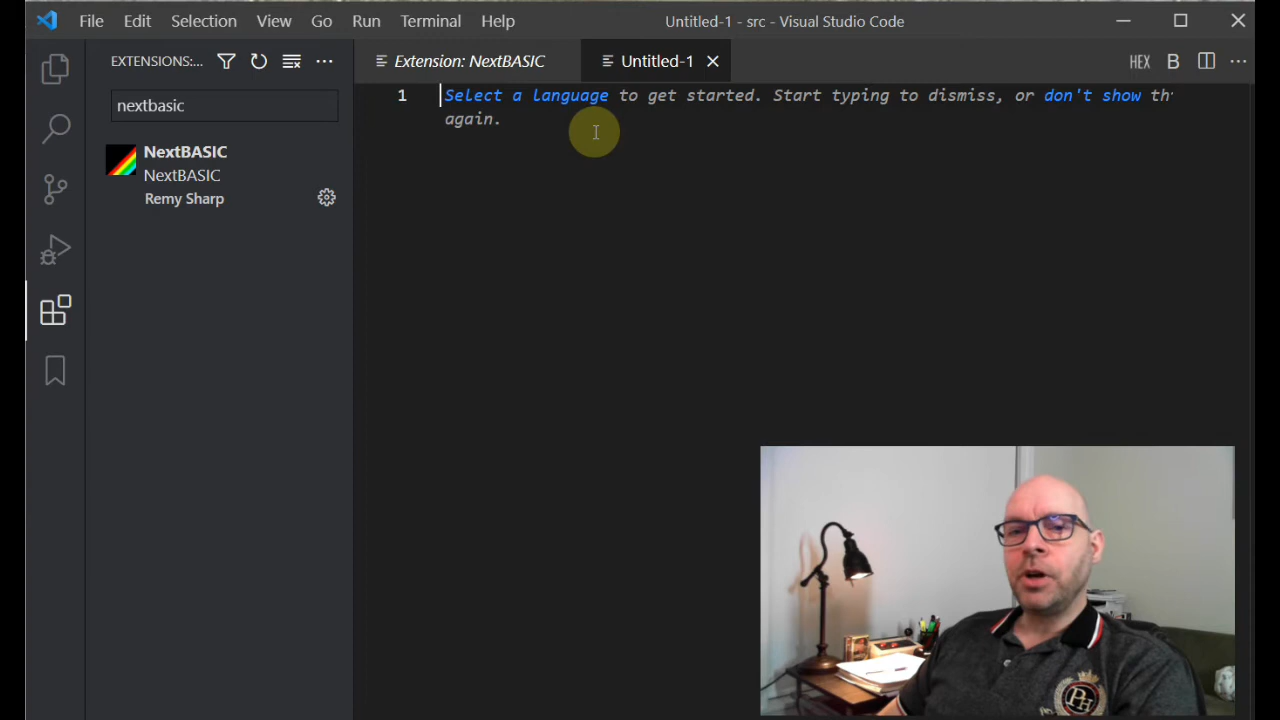 File Edit Selection View Go Run Terminal Help Untitled-1 - src - Visual Studio Code
EXTENSIONS:...
Extension: NextBASIC
Untitled-1
HEX B
nextbasic
NextBASIC
NextBASIC
Remy Sharp
1
Select a language to get started. Start typing to dismiss, or don't show th
again.
PH